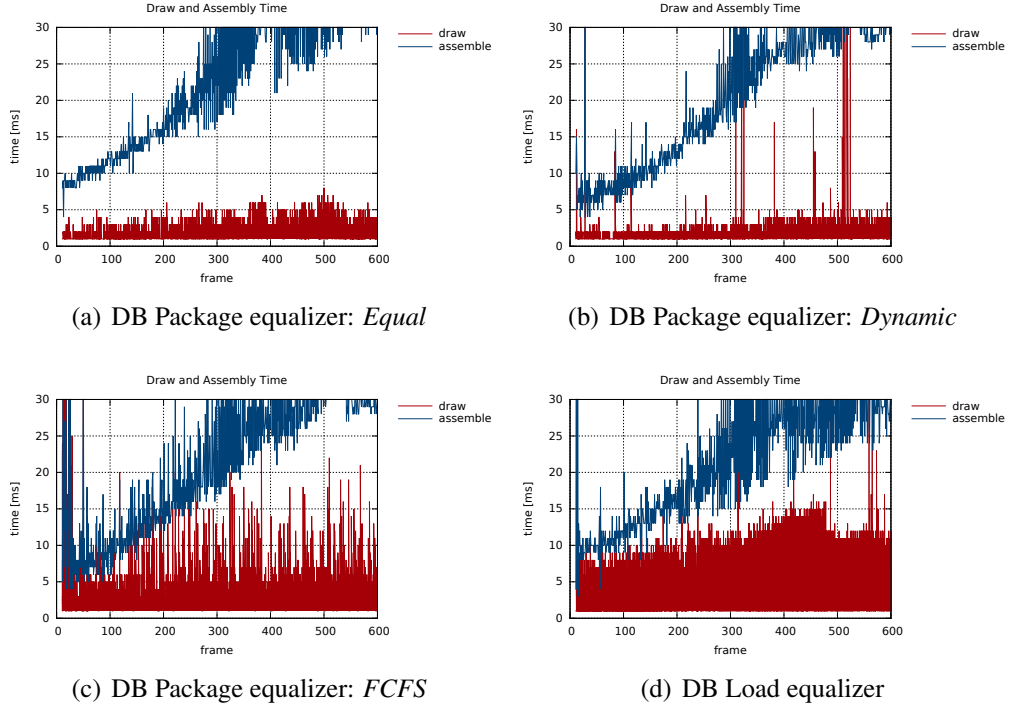 Draw and Assembly Time
draw
assemble
30
25
20
15
10
5
0
time [ms]
0 100 200 300 400 500 600
frame
(a) DB Package equalizer: Equal
Draw and Assembly Time
draw
assemble
30
25
20
15
10
5
0
time [ms]
0 100 200 300 400 500 600
frame
(b) DB Package equalizer: Dynamic
Draw and Assembly Time
draw
assemble
30
25
20
15
10
5
0
time [ms]
0 100 200 300 400 500 600
frame
(c) DB Package equalizer: FCFS
Draw and Assembly Time
draw
assemble
30
25
20
15
10
5
0
time [ms]
0 100 200 300 400 500 600
frame
(d) DB Load equalizer